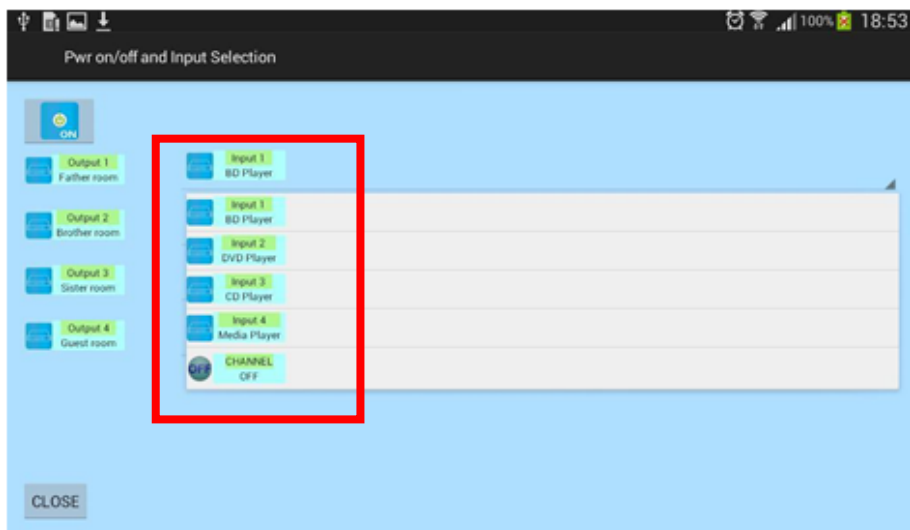 100% 18:53
Pwr on/off and Input Selection
ON
Output 1
Father room
Output 2
Brother room
Output 3
Sister room
Output 4
Guest room
Input 1
BD Player
Input 1
BD Player
Input 2
DVD Player
Input 3
CD Player
Input 4
Media Player
OFF
CHANNEL
OFF
CLOSE